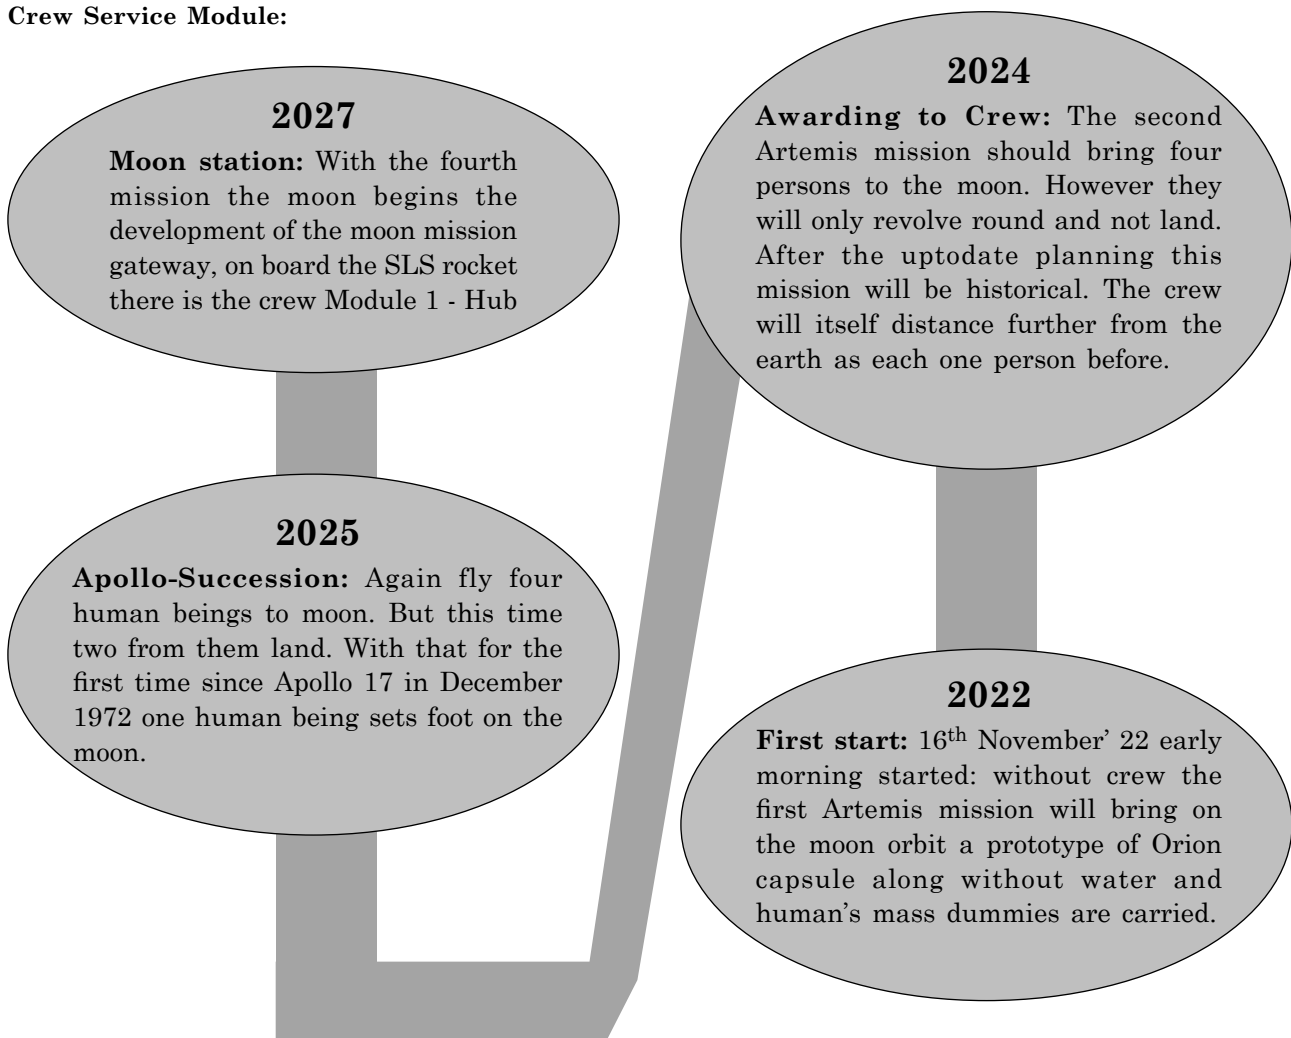 Crew Service Module:
2027
Moon station: With the fourth
mission the moon begins the
development of the moon mission
gateway, on board the SLS rocket
there is the crew Module 1 - Hub
2025
Apollo-Succession: Again fly four
human beings to moon. But this time
two from them land. With that for the
first time since Apollo 17 in December
1972 one human being sets foot on the
moon.
2024
Awarding to Crew: The second
Artemis mission should bring four
persons to the moon. However they
will only revolve round and not land.
After the uptodate planning this
mission will be historical. The crew
will itself distance further from the
earth as each one person before.
2022
First start: 16th November' 22 early
morning started: without crew the
first Artemis mission will bring on
the moon orbit a prototype of Orion
capsule along without water and
human's mass dummies are carried.